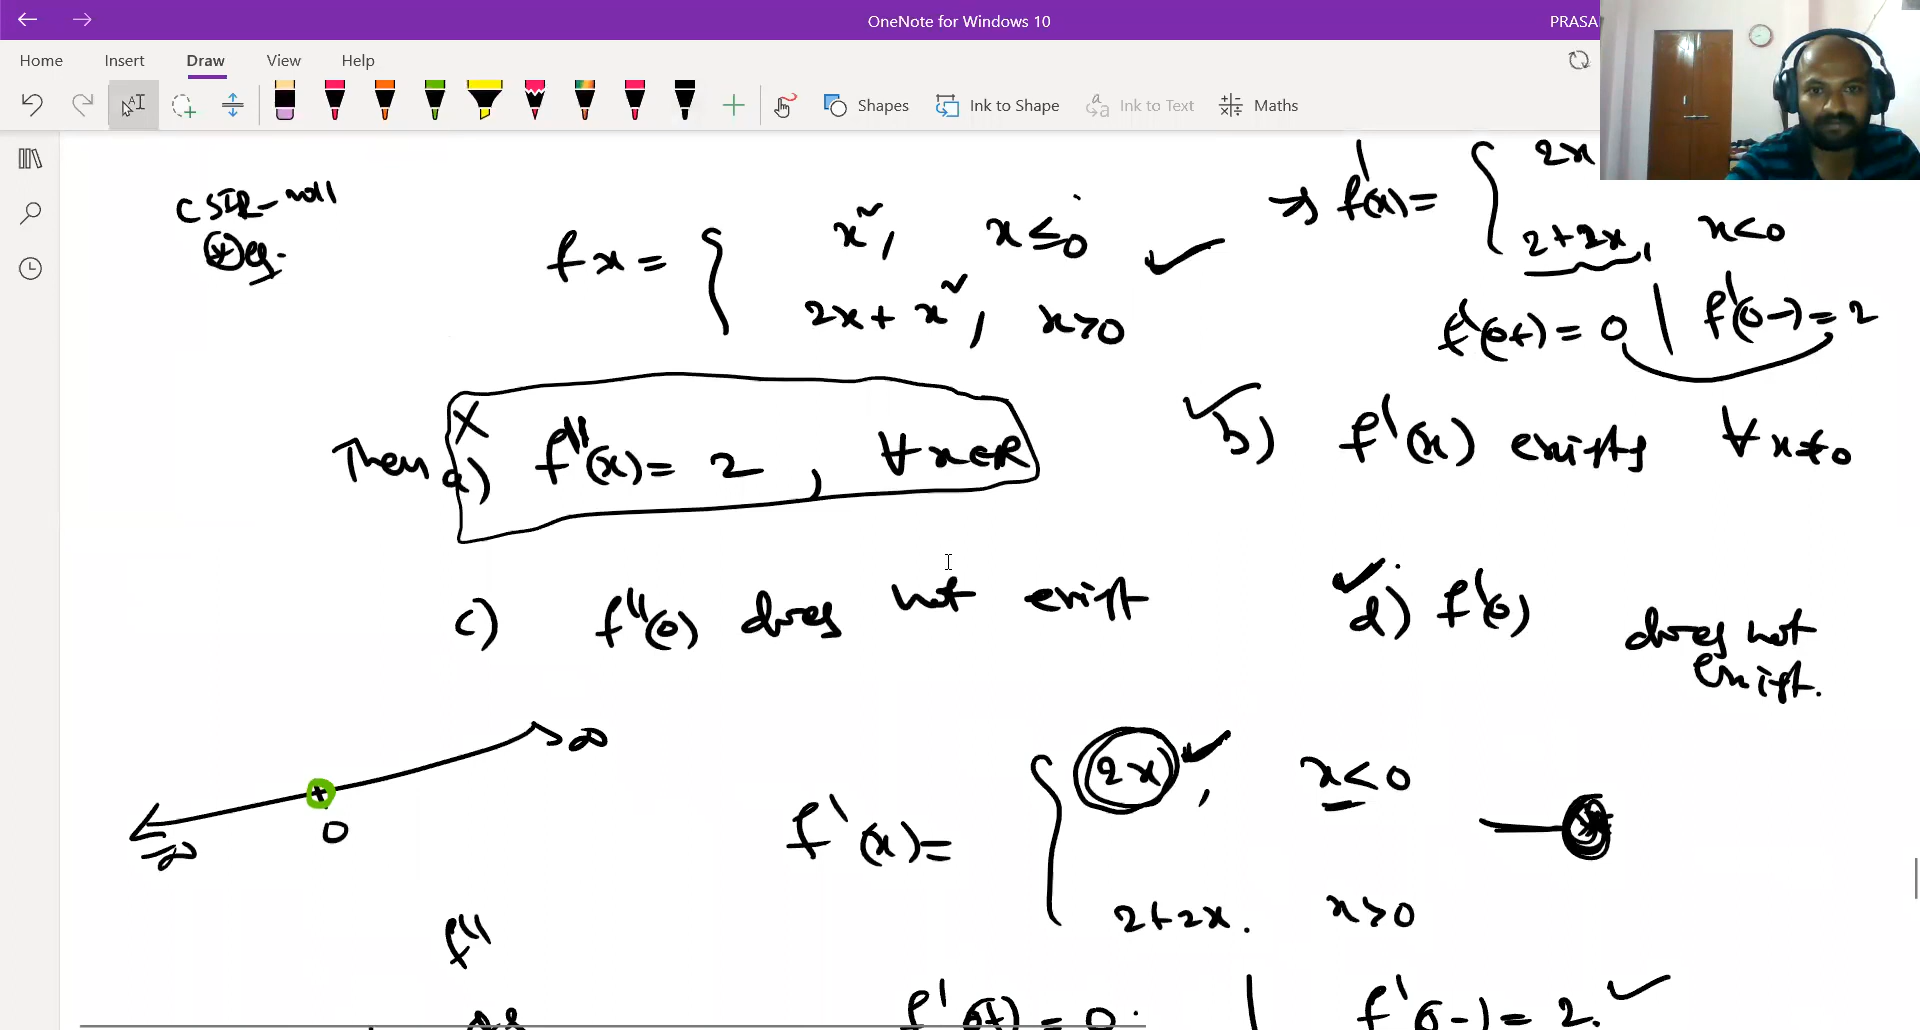 OneNote for Windows 10
PRASA
Home Insert Draw View Help
Shapes Ink to Shape Ink to Text Maths
CSIR-
eg.
f x = { x², x≤0
2x + x², x>0
→ f'(x) = { 2x
2+2x, x<0
f'(0+) = 0 | f'(0-) = 2
Then a) f''(x) = 2, ∀ x∈R
b) f'(x) exists ∀ x≠0
c) f''(0) does not exist
d) f'(0) does not exist.
-∞ 0 ∞
f'(x) = { 2x, x<0
2+2x. x>0
f''
f'(0+) = 0. | f'(0-) = 2.